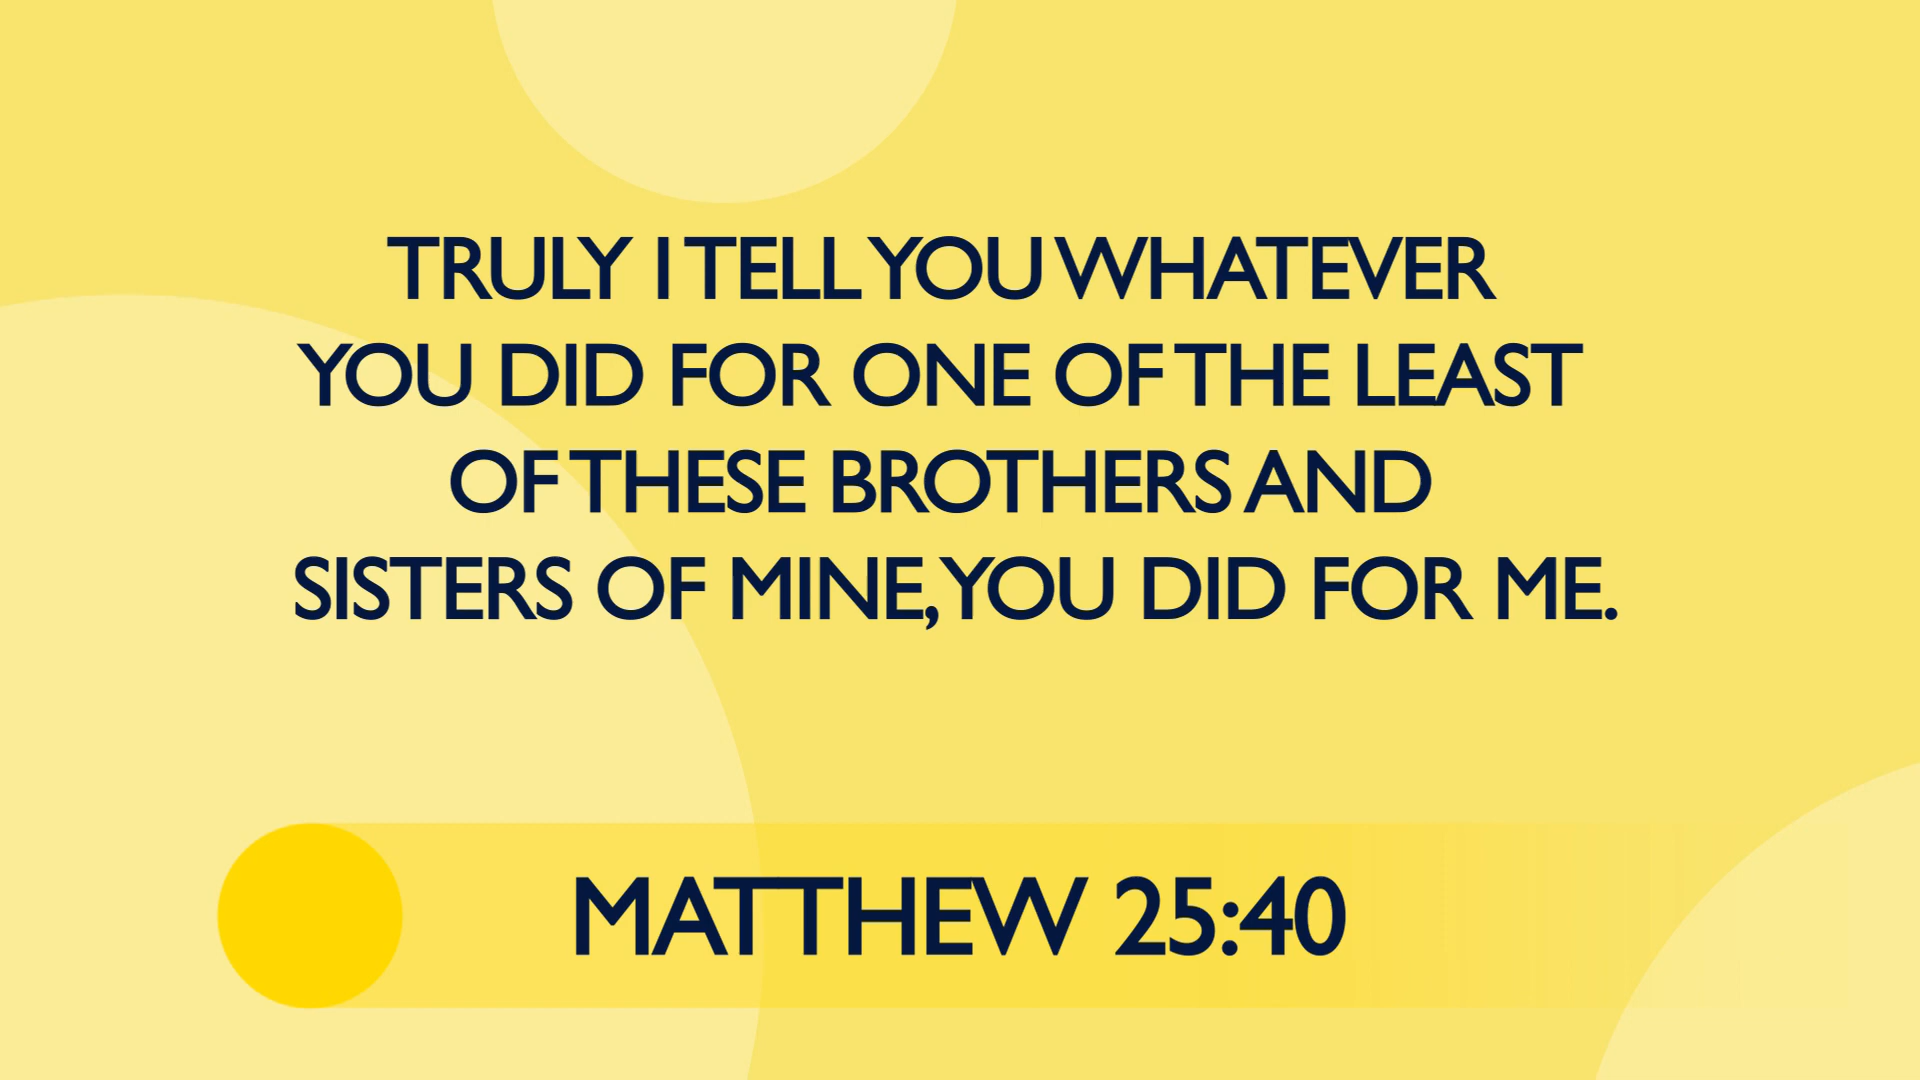 TRULY I TELL YOU WHATEVER
YOU DID FOR ONE OF THE LEAST
OF THESE BROTHERS AND
SISTERS OF MINE, YOU DID FOR ME.
MATTHEW 25:40